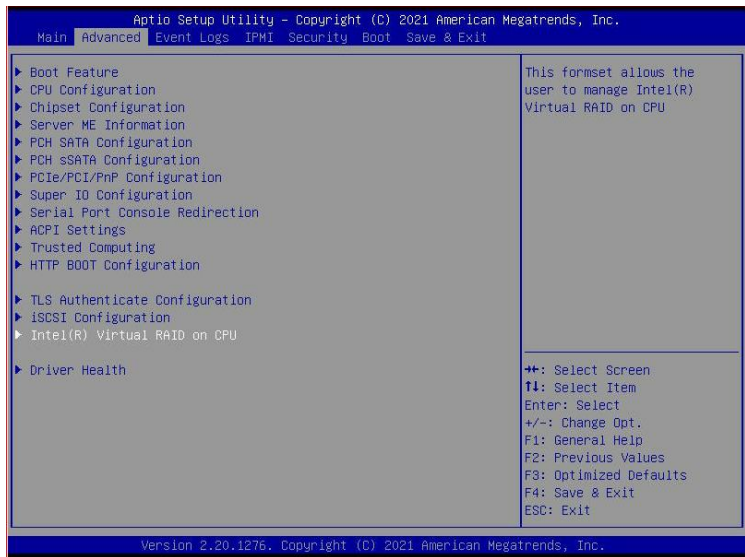 Aptio Setup Utility – Copyright (C) 2021 American Megatrends, Inc.
Main Advanced Event Logs IPMI Security Boot Save & Exit
Boot Feature
CPU Configuration
Chipset Configuration
Server ME Information
PCH SATA Configuration
PCH sSATA Configuration
PCIe/PCI/PnP Configuration
Super IO Configuration
Serial Port Console Redirection
ACPI Settings
Trusted Computing
HTTP BOOT Configuration
TLS Authenticate Configuration
iSCSI Configuration
Intel(R) Virtual RAID on CPU
Driver Health
This formset allows the
user to manage Intel(R)
Virtual RAID on CPU
→←: Select Screen
↑↓: Select Item
Enter: Select
+/-: Change Opt.
F1: General Help
F2: Previous Values
F3: Optimized Defaults
F4: Save & Exit
ESC: Exit
Version 2.20.1276. Copyright (C) 2021 American Megatrends, Inc.